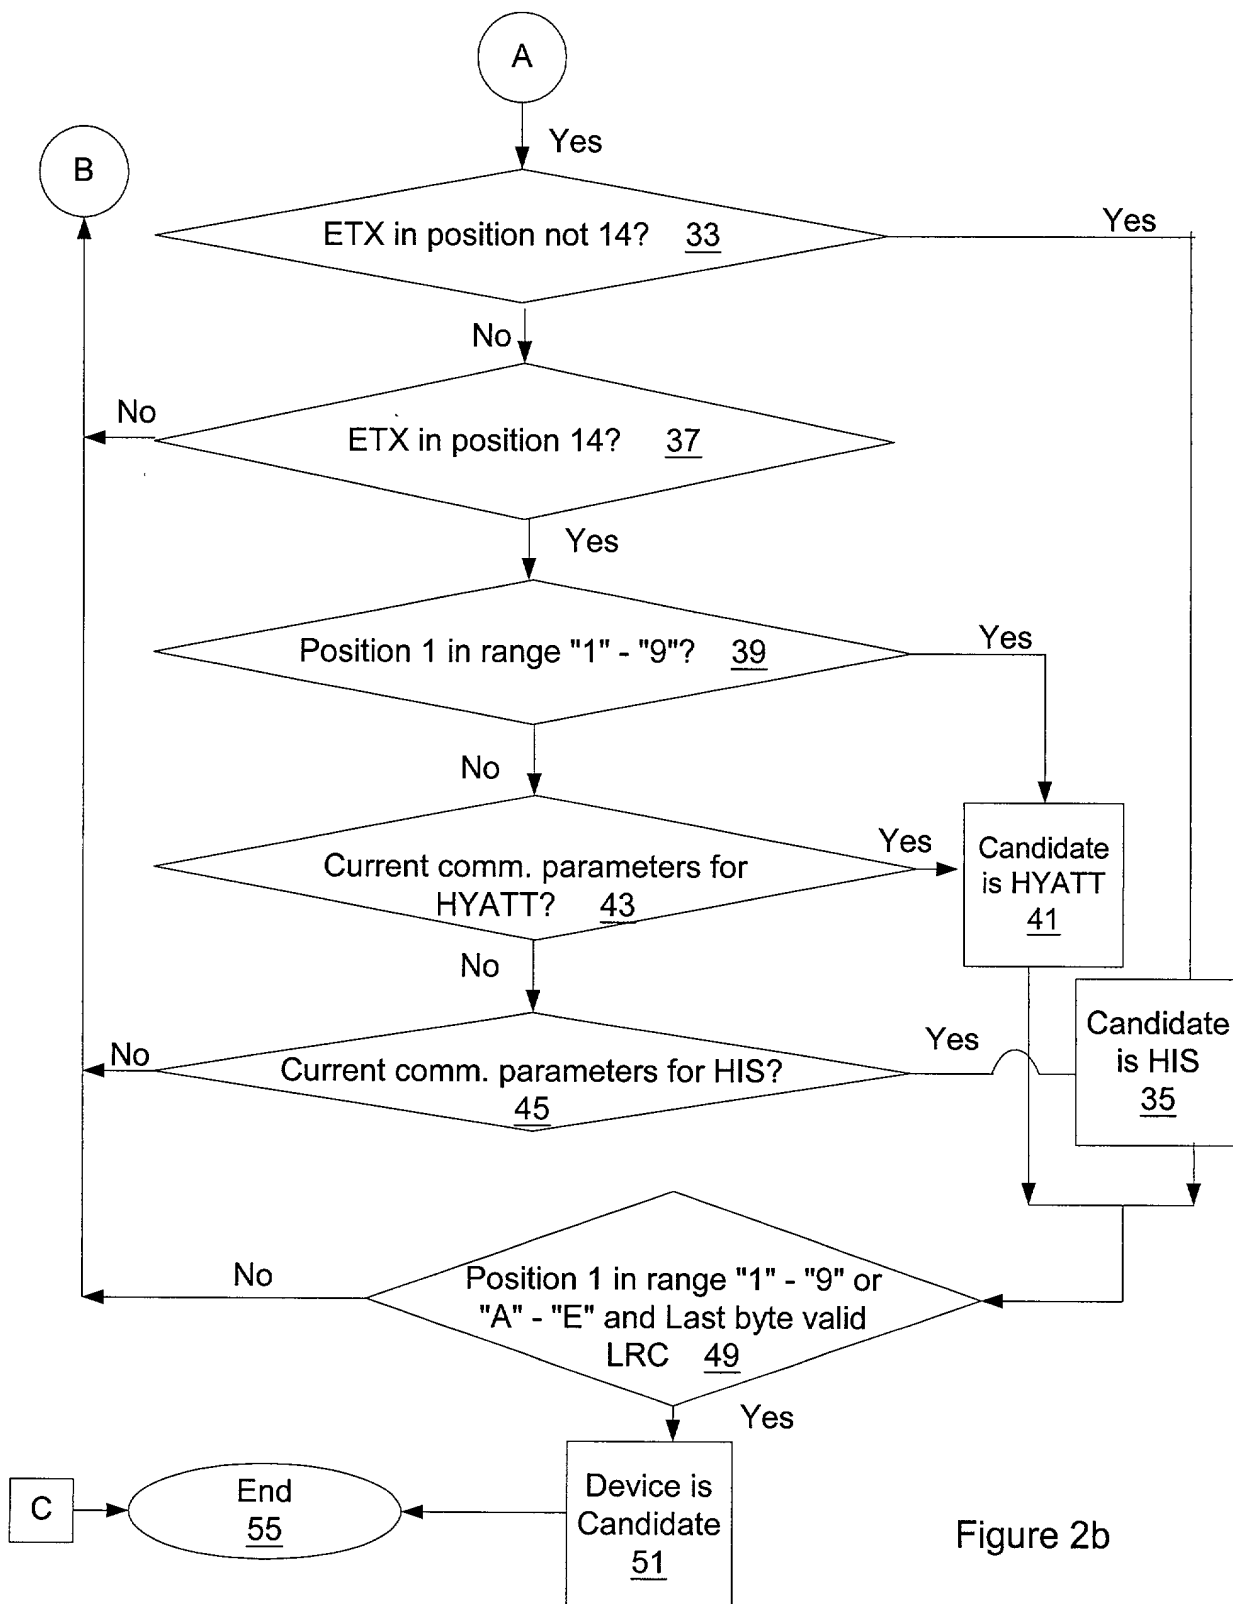 A
Yes
B
ETX in position not 14? 33
Yes
No
No
ETX in position 14? 37
Yes
Position 1 in range "1" - "9"? 39
Yes
No
Current comm. parameters for
HYATT? 43
Yes
Candidate
is HYATT
41
No
No
Current comm. parameters for HIS?
45
Yes
Candidate
is HIS
35
No
Position 1 in range "1" - "9" or
"A" - "E" and Last byte valid
LRC 49
Yes
C
End
55
Device is
Candidate
51
Figure 2b